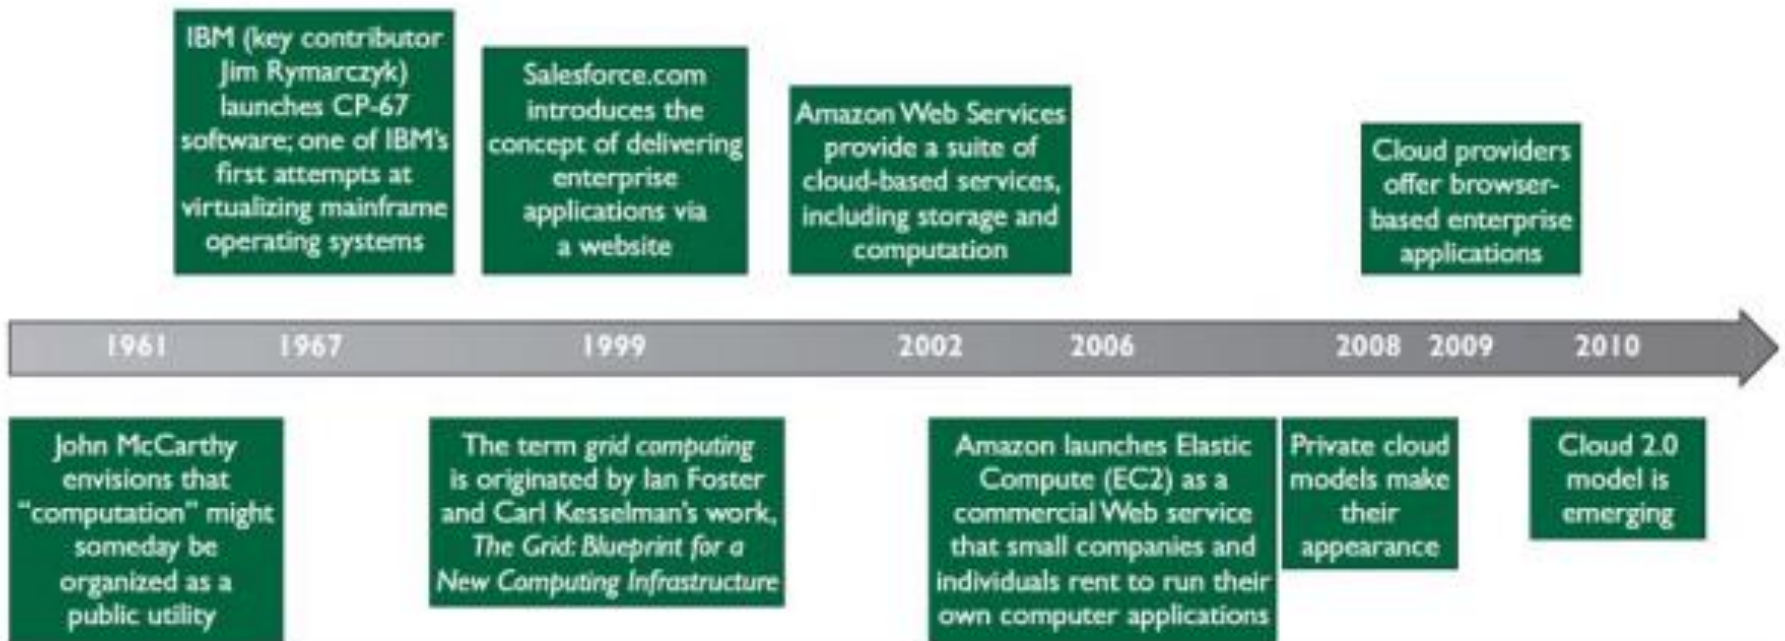 IBM (key contributor
Jim Rymarczyk)
launches CP-67
software; one of IBM's
first attempts at
virtualizing mainframe
operating systems
Salesforce.com
introduces the
concept of delivering
enterprise
applications via
a website
Amazon Web Services
provide a suite of
cloud-based services,
including storage and
computation
Cloud providers
offer browser-
based enterprise
applications
1961 1967 1999 2002 2006 2008 2009 2010
John McCarthy
envisions that
“computation” might
someday be
organized as a
public utility
The term grid computing
is originated by Ian Foster
and Carl Kesselman's work,
The Grid: Blueprint for a
New Computing Infrastructure
Amazon launches Elastic
Compute (EC2) as a
commercial Web service
that small companies and
individuals rent to run their
own computer applications
Private cloud
models make
their
appearance
Cloud 2.0
model is
emerging